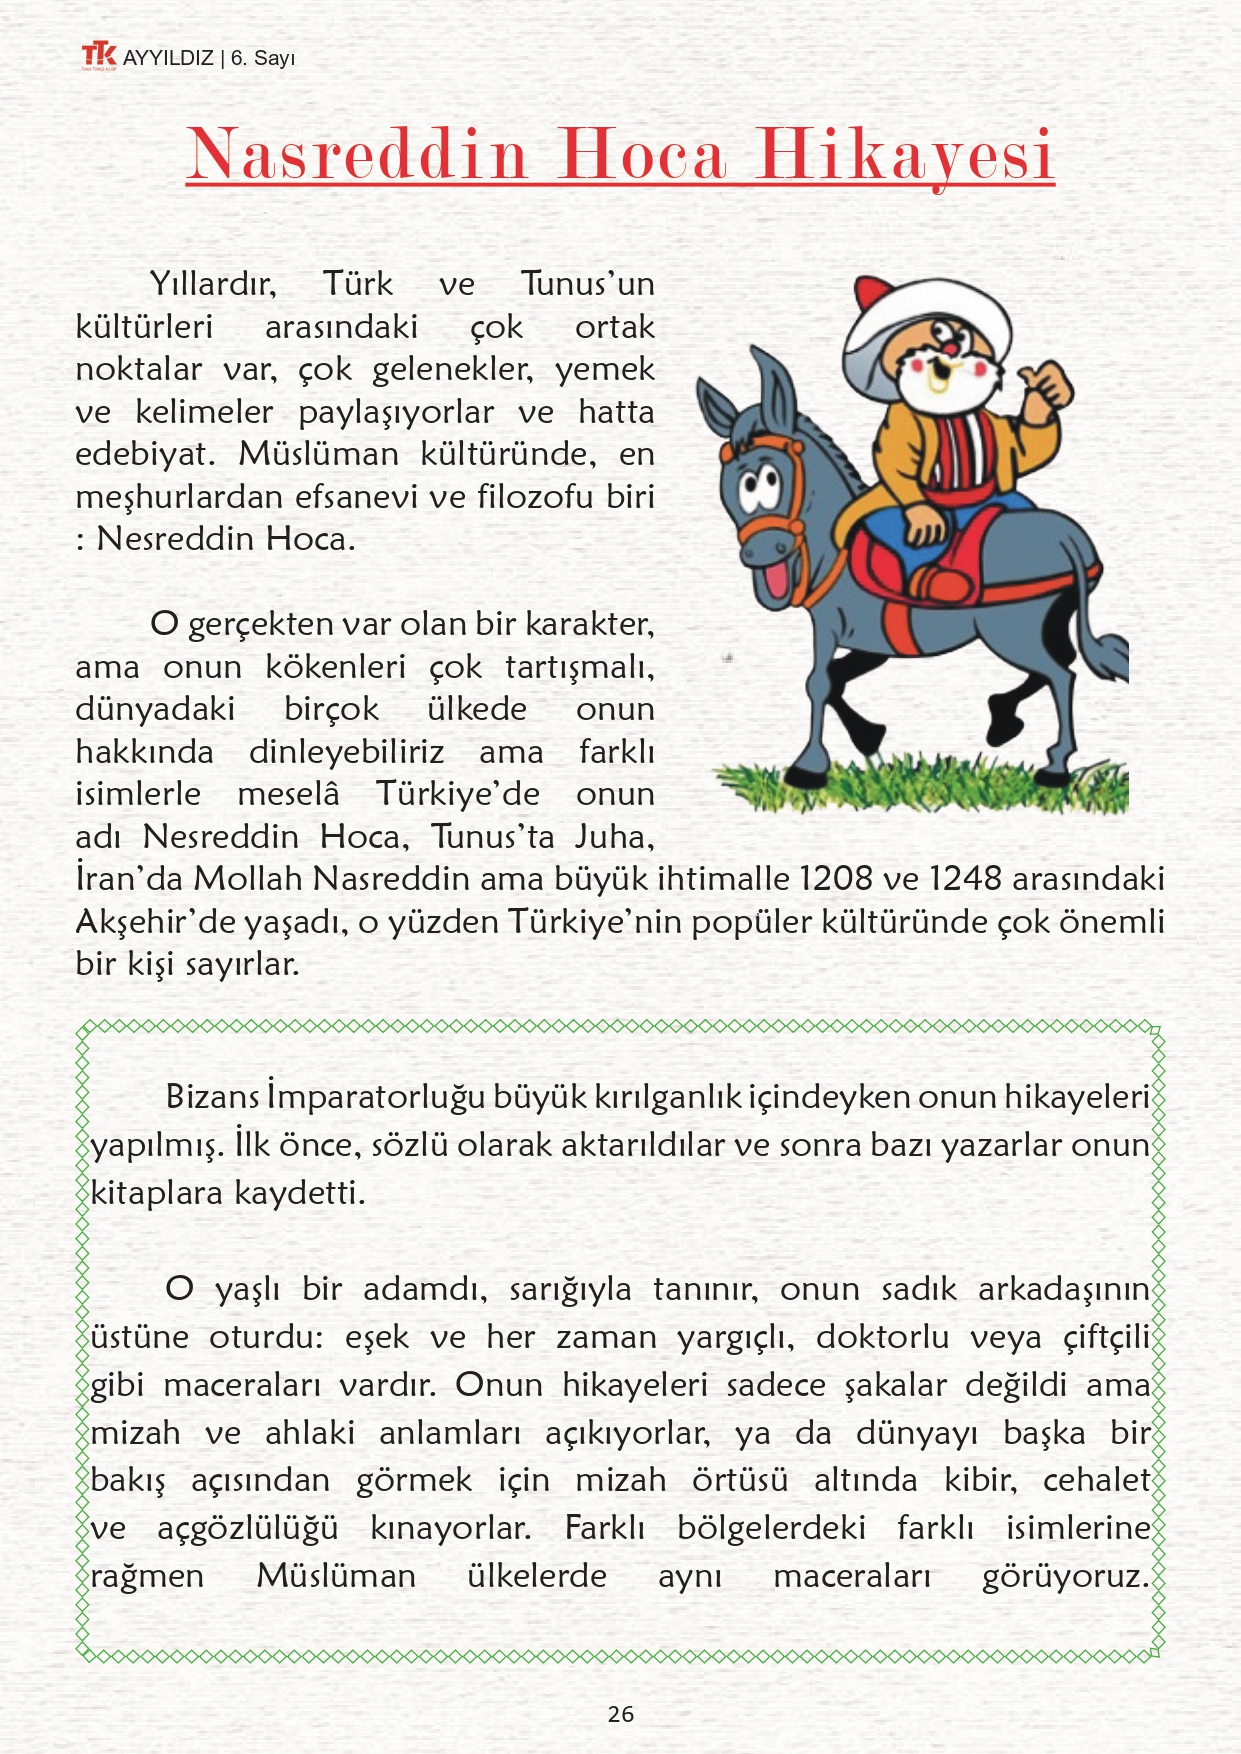 TTK AYYILDIZ | 6. Sayı
Nasreddin Hoca Hikayesi
Yıllardır, Türk ve Tunus’un
kültürleri arasındaki çok ortak
noktalar var, çok gelenekler, yemek
ve kelimeler paylaşıyorlar ve hatta
edebiyat. Müslüman kültüründe, en
meşhurlardan efsanevi ve filozofu biri
: Nesreddin Hoca.
O gerçekten var olan bir karakter,
ama onun kökenleri çok tartışmalı,
dünyadaki birçok ülkede onun
hakkında dinleyebiliriz ama farklı
isimlerle meselâ Türkiye’de onun
adı Nesreddin Hoca, Tunus’ta Juha,
İran’da Mollah Nasreddin ama büyük ihtimalle 1208 ve 1248 arasındaki
Akşehir’de yaşadı, o yüzden Türkiye’nin popüler kültüründe çok önemli
bir kişi sayırlar.
Bizans İmparatorluğu büyük kırılganlık içindeyken onun hikayeleri
yapılmış. İlk önce, sözlü olarak aktarıldılar ve sonra bazı yazarlar onun
kitaplara kaydetti.
O yaşlı bir adamdı, sarığıyla tanınır, onun sadık arkadaşının
üstüne oturdu: eşek ve her zaman yargıçlı, doktorlu veya çiftçili
gibi maceraları vardır. Onun hikayeleri sadece şakalar değildi ama
mizah ve ahlaki anlamları açıkıyorlar, ya da dünyayı başka bir
bakış açısından görmek için mizah örtüsü altında kibir, cehalet
ve açgözlülüğü kınayorlar. Farklı bölgelerdeki farklı isimlerine
rağmen Müslüman ülkelerde aynı maceraları görüyoruz.
26